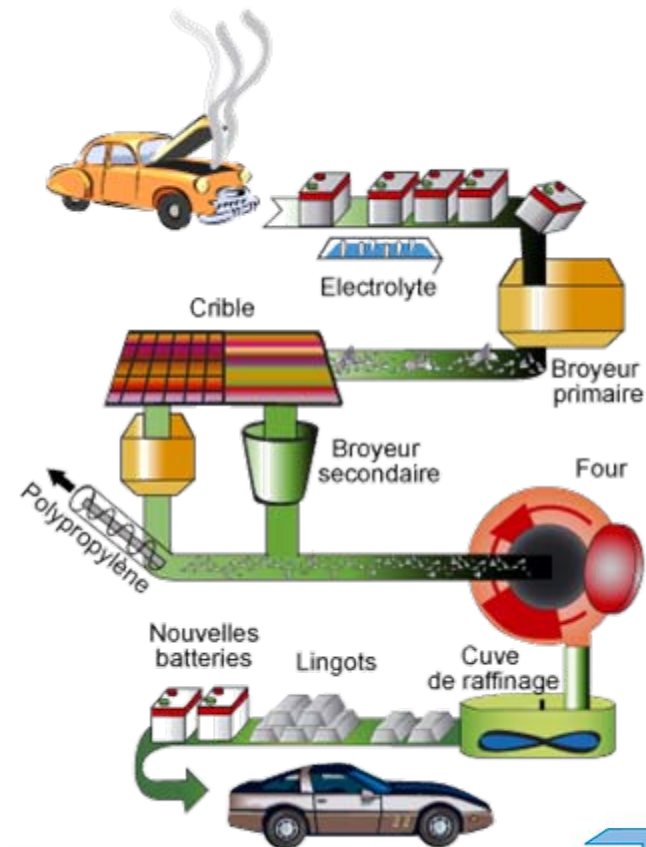 Electrolyte
Crible
Broyeur
primaire
Broyeur
secondaire
Four
Polypropylène
Nouvelles
batteries
Lingots
Cuve
de raffinage